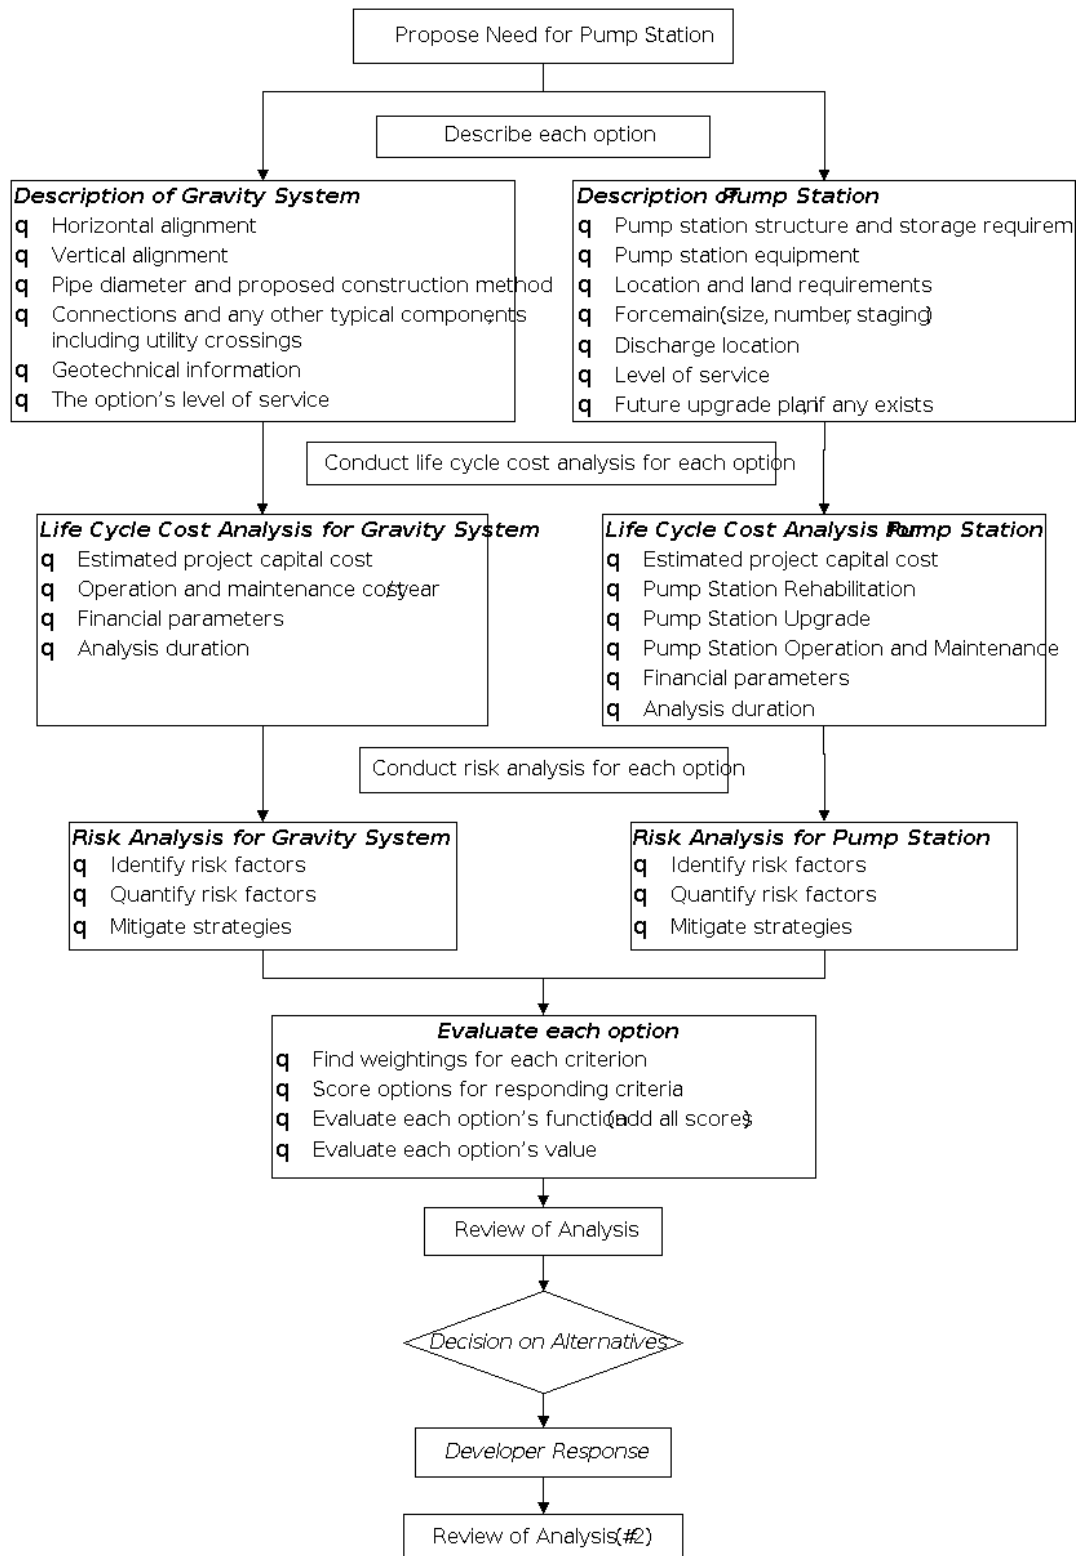 Propose Need for Pump Station
Describe each option
Description of Gravity System
q Horizontal alignment
q Vertical alignment
q Pipe diameter and proposed construction method
q Connections and any other typical components,
including utility crossings
q Geotechnical information
q The option's level of service
Description of Pump Station
q Pump station structure and storage requirem
q Pump station equipment
q Location and land requirements
q Forcemain (size, number, staging)
q Discharge location
q Level of service
q Future upgrade plan, if any exists
Conduct life cycle cost analysis for each option
Life Cycle Cost Analysis for Gravity System
q Estimated project capital cost
q Operation and maintenance cost/year
q Financial parameters
q Analysis duration
Life Cycle Cost Analysis for Pump Station
q Estimated project capital cost
q Pump Station Rehabilitation
q Pump Station Upgrade
q Pump Station Operation and Maintenance
q Financial parameters
q Analysis duration
Conduct risk analysis for each option
Risk Analysis for Gravity System
q Identify risk factors
q Quantify risk factors
q Mitigate strategies
Risk Analysis for Pump Station
q Identify risk factors
q Quantify risk factors
q Mitigate strategies
Evaluate each option
q Find weightings for each criterion
q Score options for responding criteria
q Evaluate each option's function (add all scores)
q Evaluate each option's value
Review of Analysis
Decision on Alternatives
Developer Response
Review of Analysis (#2)